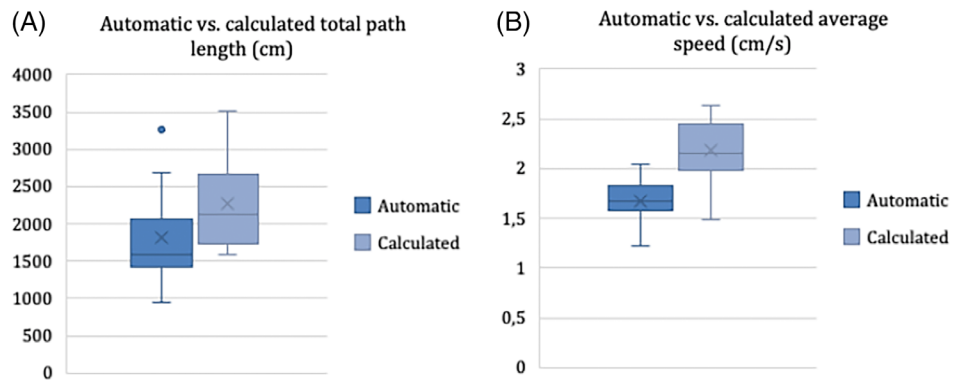 (A)
Automatic vs. calculated total path
length (cm)
4000
3500
3000
2500
2000
1500
1000
500
0
Automatic
Calculated
(B)
Automatic vs. calculated average
speed (cm/s)
3
2,5
2
1,5
1
0,5
0
Automatic
Calculated